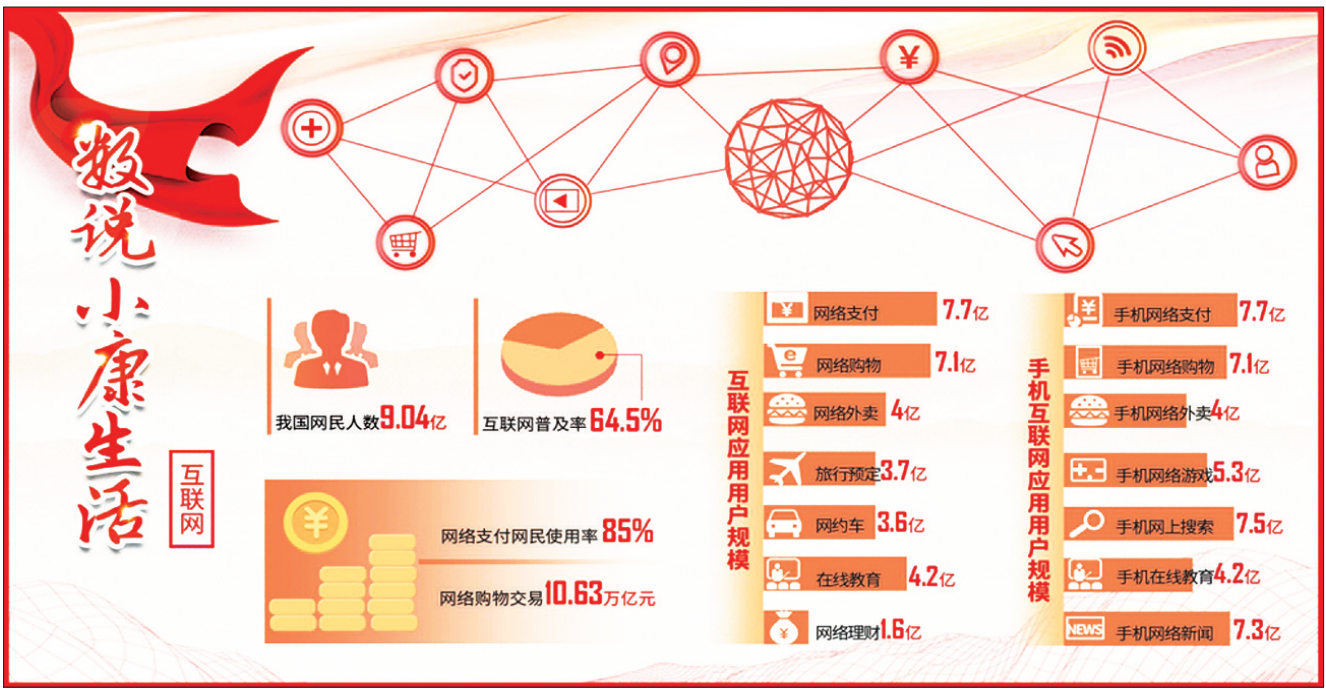 数说小康生活
互联网
我国网民人数9.04亿
互联网普及率64.5%
网络支付网民使用率85%
网络购物交易10.63万亿元
互联网应用用户规模
网络支付 7.7亿
网络购物 7.1亿
网络外卖 4亿
旅行预定3.7亿
网约车 3.6亿
在线教育 4.2亿
网络理财1.6亿
手机互联网应用用户规模
手机网络支付 7.7亿
手机网络购物 7.1亿
手机网络外卖4亿
手机网络游戏5.3亿
手机网上搜索 7.5亿
手机在线教育4.2亿
NEWS 手机网络新闻 7.3亿